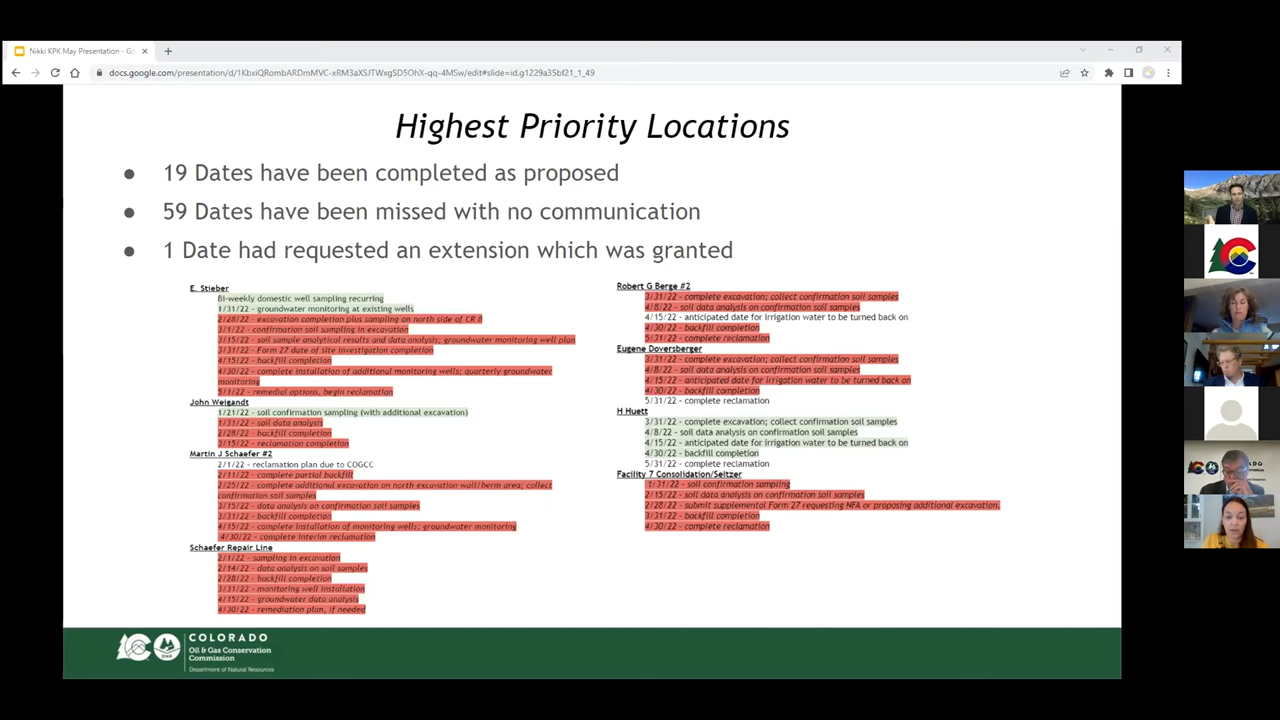 Nikki KPK May Presentation - Go
docs.google.com/presentation/d/1KbxiQRombARDmMVC-xRM3aXSJTWxgSD5OhX-qq-4MSw/edit#slide=id.g1229a35bf21_1_49
Highest Priority Locations
● 19 Dates have been completed as proposed
● 59 Dates have been missed with no communication
● 1 Date had requested an extension which was granted
E. Stieber
Bi-weekly domestic well sampling recurring
1/31/22 - groundwater monitoring at existing wells
2/28/22 - excavation completion plus sampling on north side of CR 8
3/1/22 - confirmation soil sampling in excavation
3/15/22 - soil sample analytical results and data analysis; groundwater monitoring well plan
3/31/22 - Form 27 date of site investigation completion
4/15/22 - backfill completion
4/30/22 - complete installation of additional monitoring wells; quarterly groundwater
monitoring
5/1/22 - remedial options, begin reclamation
John Weigandt
1/21/22 - soil confirmation sampling (with additional excavation)
1/31/22 - soil data analysis
2/28/22 - backfill completion
3/15/22 - reclamation completion
Martin J Schaefer #2
2/1/22 - reclamation plan due to COGCC
2/11/22 - complete partial backfill
2/25/22 - complete additional excavation on north excavation wall/berm area; collect
confirmation soil samples
3/15/22 - data analysis on confirmation soil samples
3/31/22 - backfill completion
4/15/22 - complete installation of monitoring wells; groundwater monitoring
4/30/22 - complete interim reclamation
Schaefer Repair Line
2/1/22 - sampling in excavation
2/14/22 - data analysis on soil samples
2/28/22 - backfill completion
3/31/22 - monitoring well installation
4/15/22 - groundwater data analysis
4/30/22 - remediation plan, if needed
Robert G Berge #2
3/31/22 - complete excavation; collect confirmation soil samples
4/8/22 - soil data analysis on confirmation soil samples
4/15/22 - anticipated date for irrigation water to be turned back on
4/30/22 - backfill completion
5/31/22 - complete reclamation
Eugene Doversberger
3/31/22 - complete excavation; collect confirmation soil samples
4/8/22 - soil data analysis on confirmation soil samples
4/15/22 - anticipated date for irrigation water to be turned back on
4/30/22 - backfill completion
5/31/22 - complete reclamation
H Huett
3/31/22 - complete excavation; collect confirmation soil samples
4/8/22 - soil data analysis on confirmation soil samples
4/15/22 - anticipated date for irrigation water to be turned back on
4/30/22 - backfill completion
5/31/22 - complete reclamation
Facility 7 Consolidation/Seltzer
1/31/22 - soil confirmation sampling
2/15/22 - soil data analysis on confirmation soil samples
2/28/22 - submit supplemental Form 27 requesting NFA or proposing additional excavation.
3/31/22 - backfill completion
4/30/22 - complete reclamation
COLORADO
Oil & Gas Conservation
Commission
Department of Natural Resources